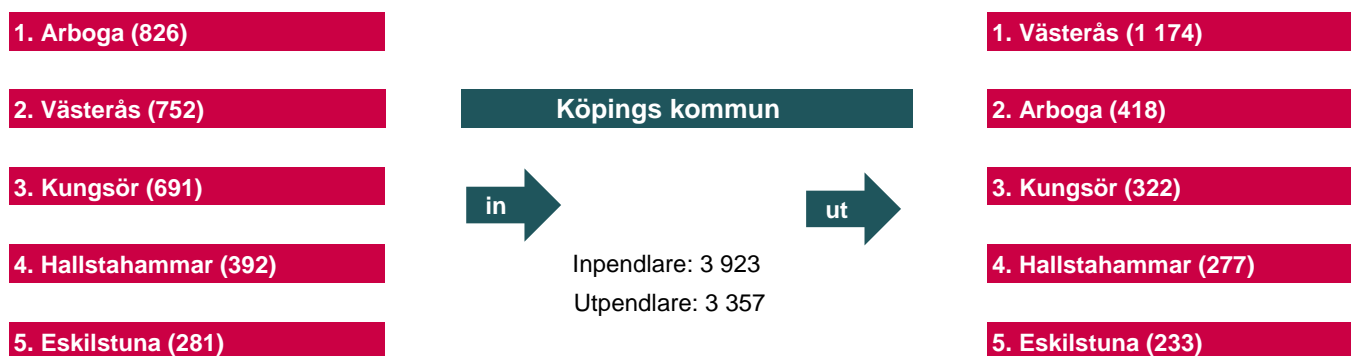 1. Arboga (826)
2. Västerås (752)
3. Kungsör (691)
4. Hallstahammar (392)
5. Eskilstuna (281)
Köpings kommun
in
ut
Inpendlare: 3 923
Utpendlare: 3 357
1. Västerås (1 174)
2. Arboga (418)
3. Kungsör (322)
4. Hallstahammar (277)
5. Eskilstuna (233)